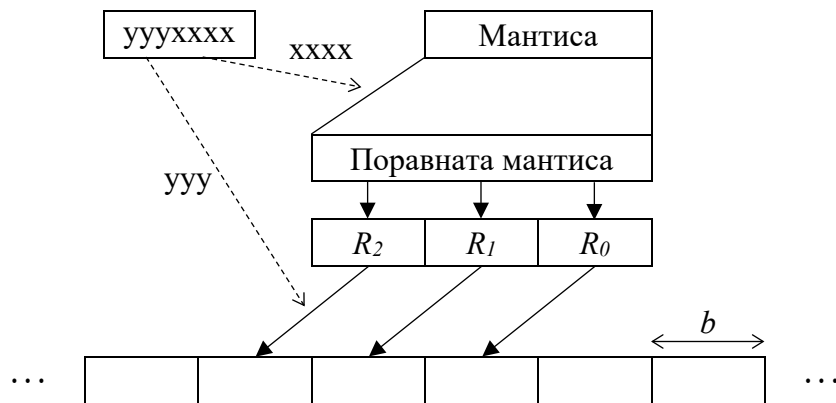 yyyxxxx
xxxx
Мантиса
Поравната мантиса
yyy
R2 R1 R0
b
... ...